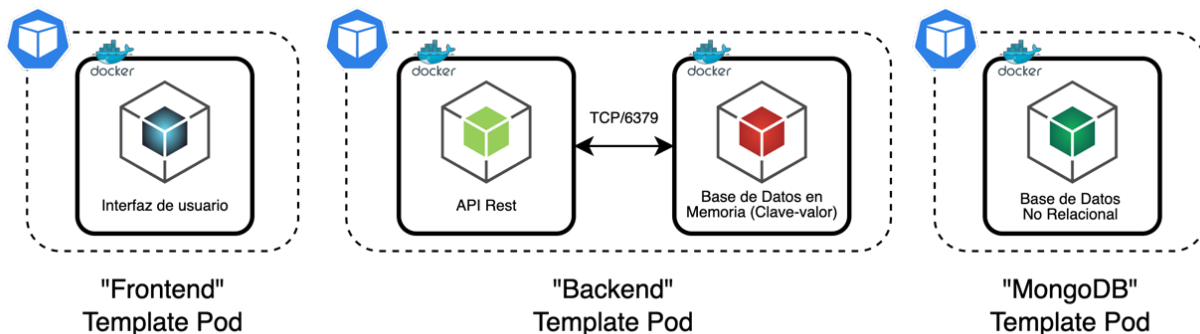 docker
Interfaz de usuario
"Frontend"
Template Pod
docker
API Rest
TCP/6379
docker
Base de Datos en
Memoria (Clave-valor)
"Backend"
Template Pod
docker
Base de Datos
No Relacional
"MongoDB"
Template Pod